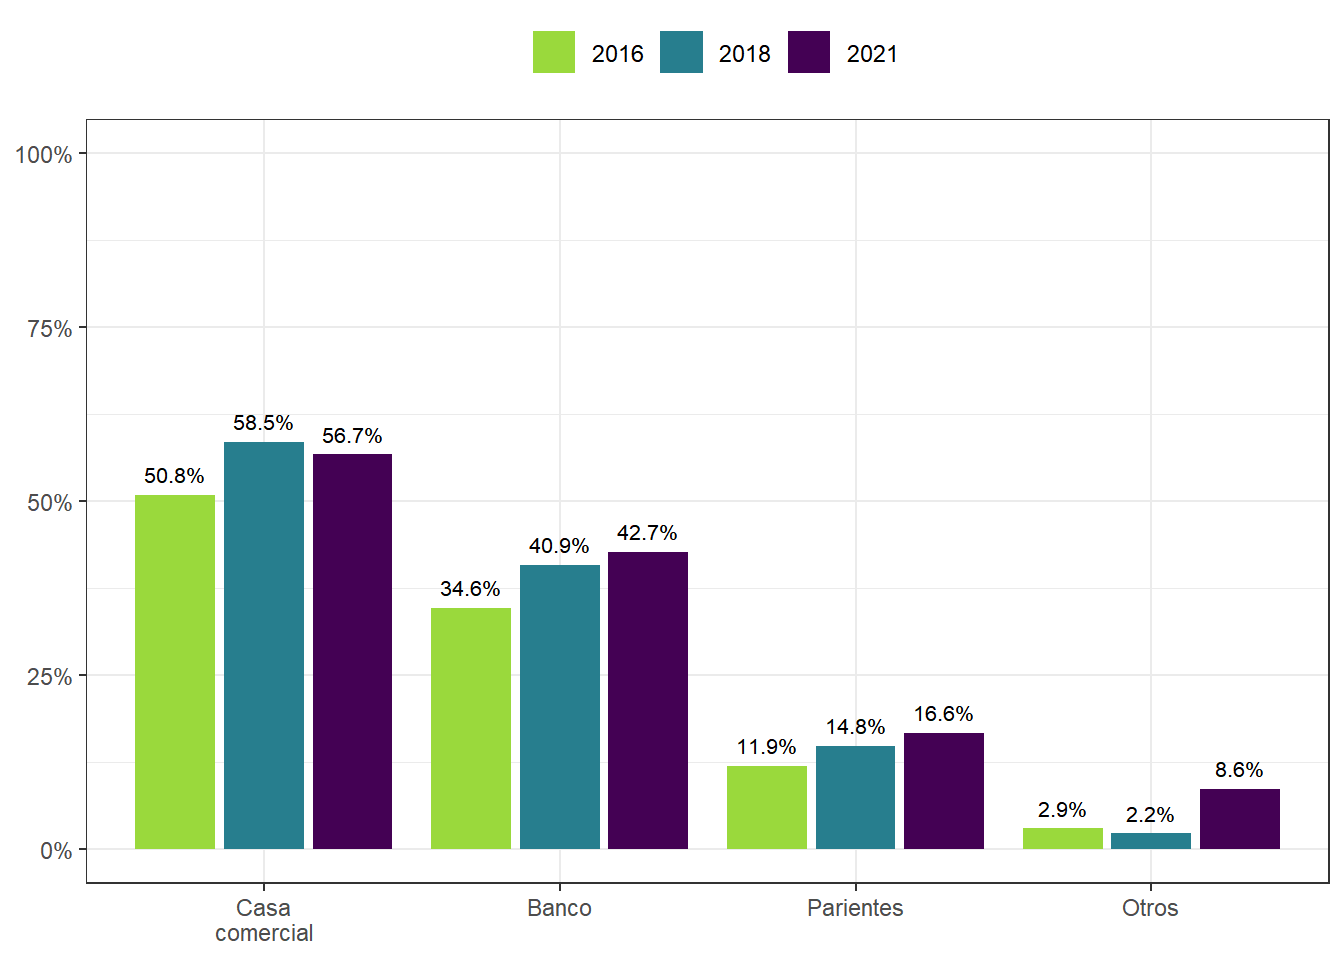 2016 2018 2021
100%
75%
50%
25%
0%
50.8% 58.5% 56.7%
34.6% 40.9% 42.7%
11.9% 14.8% 16.6%
2.9% 2.2% 8.6%
Casa
comercial
Banco
Parientes
Otros